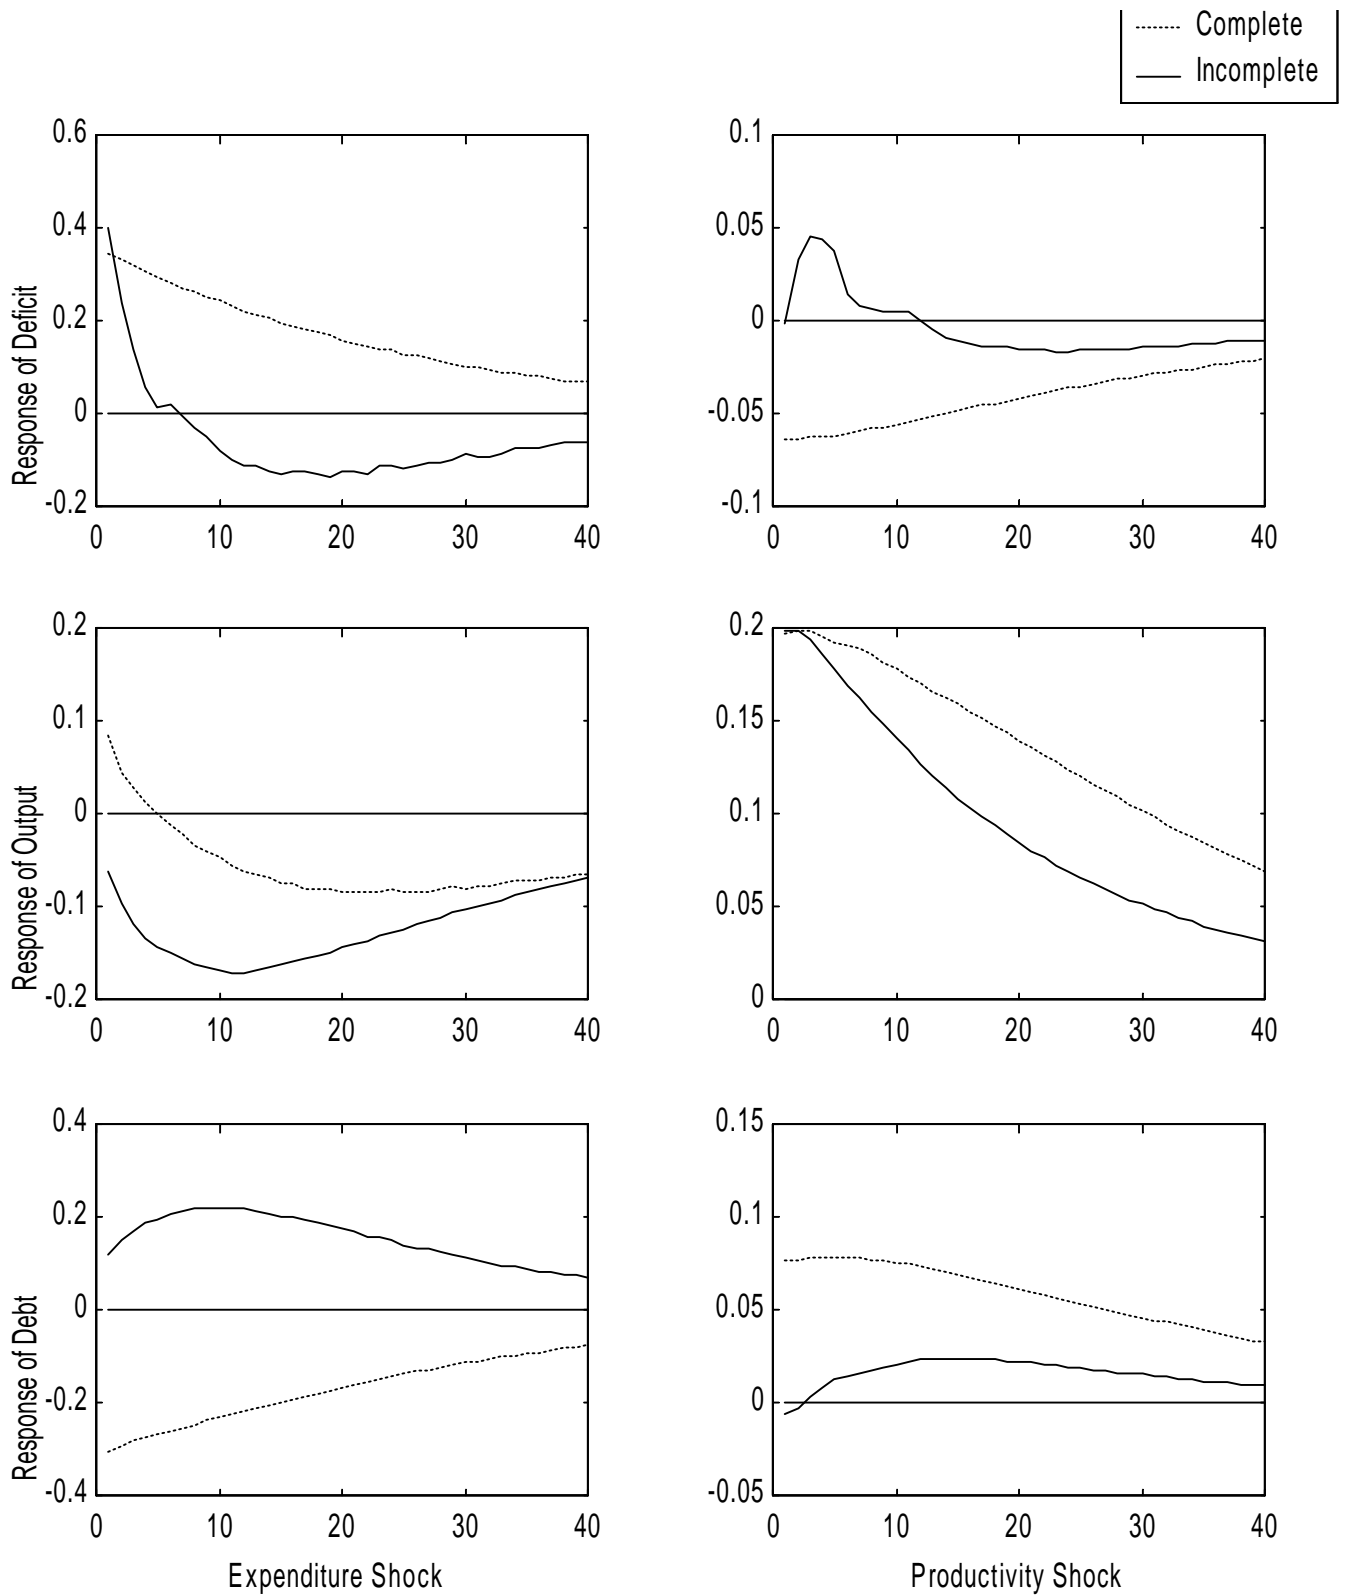 Complete
Incomplete
Response of Deficit
0.6
0.4
0.2
0
-0.2
0 10 20 30 40
0.1
0.05
0
-0.05
-0.1
0 10 20 30 40
Response of Output
0.2
0.1
0
-0.1
-0.2
0 10 20 30 40
0.2
0.15
0.1
0.05
0
0 10 20 30 40
Response of Debt
0.4
0.2
0
-0.2
-0.4
0 10 20 30 40
Expenditure Shock
0.15
0.1
0.05
0
-0.05
0 10 20 30 40
Productivity Shock